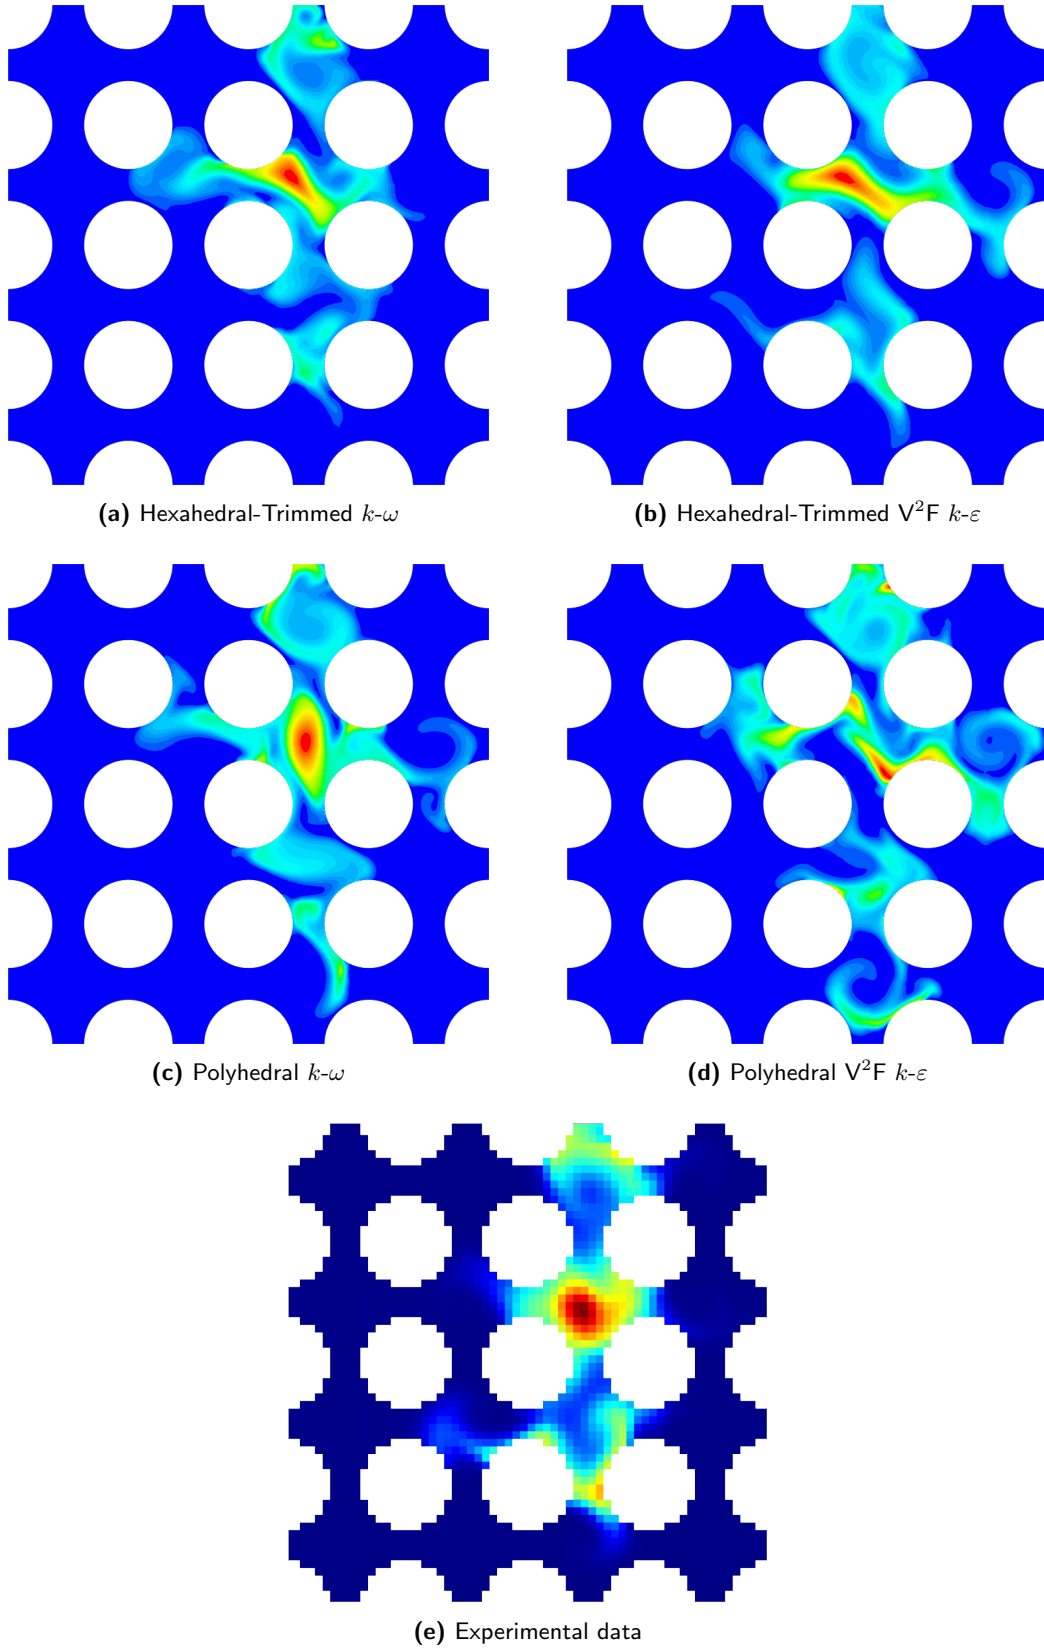 (a) Hexahedral-Trimmed k-ω
(b) Hexahedral-Trimmed V²F k-ε
(c) Polyhedral k-ω
(d) Polyhedral V²F k-ε
(e) Experimental data